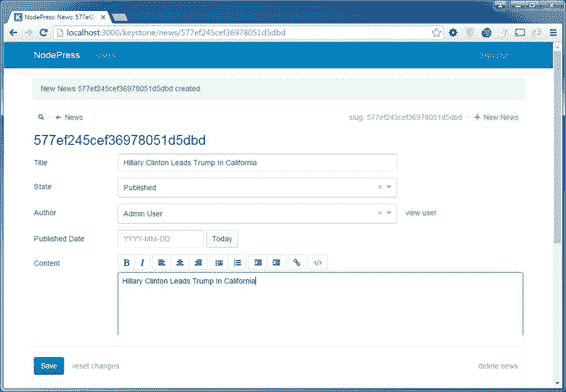 NodePress: News: 577ef24
localhost:3000/keystone/news/577ef245cef36978051d5dbd
NodePress
New News 577ef245cef36978051d5dbd created.
← News
slug: 577ef245cef36978051d5dbd
+ New News
577ef245cef36978051d5dbd
Title
Hillary Clinton Leads Trump In California
State
Published
Author
Admin User
view user
Published Date
YYYY-MM-DD
Today
Content
B I
Hillary Clinton Leads Trump In California
Save
reset changes
delete news